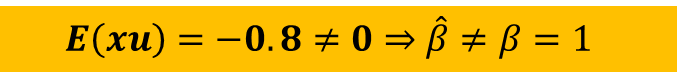 E(xu) = −0.8 ≠ 0 ⇒ β̂ ≠ β = 1